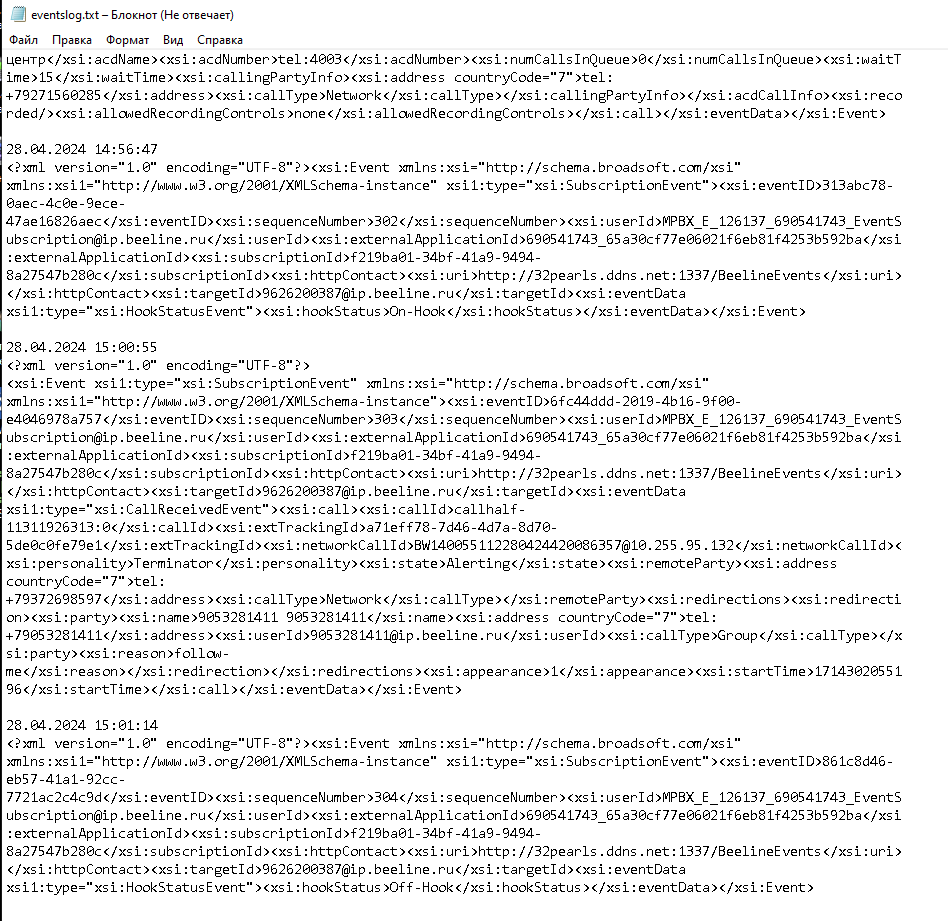 eventslog.txt – Блокнот (Не отвечает)
Файл Правка Формат Вид Справка
центр</xsi:acdName><xsi:acdNumber>tel:4003</xsi:acdNumber><xsi:numCallsInQueue>0</xsi:numCallsInQueue><xsi:waitT
ime>15</xsi:waitTime><xsi:callingPartyInfo><xsi:address countryCode="7">tel:
+79271560285</xsi:address><xsi:callType>Network</xsi:callType></xsi:callingPartyInfo></xsi:acdCallInfo><xsi:reco
rded/><xsi:allowedRecordingControls>none</xsi:allowedRecordingControls></xsi:call></xsi:eventData></xsi:Event>
28.04.2024 14:56:47
<?xml version="1.0" encoding="UTF-8"?><xsi:Event xmlns:xsi="http://schema.broadsoft.com/xsi"
xmlns:xsi1="http://www.w3.org/2001/XMLSchema-instance" xsi1:type="xsi:SubscriptionEvent"><xsi:eventID>313abc78-
0aec-4c0e-9ece-
47ae16826aec</xsi:eventID><xsi:sequenceNumber>302</xsi:sequenceNumber><xsi:userId>MPBX_E_126137_690541743_EventS
ubscription@ip.beeline.ru</xsi:userId><xsi:externalApplicationId>690541743_65a30cf77e06021f6eb81f4253b592ba</xsi
:externalApplicationId><xsi:subscriptionId>f219ba01-34bf-41a9-9494-
8a27547b280c</xsi:subscriptionId><xsi:httpContact><xsi:uri>http://32pearls.ddns.net:1337/BeelineEvents</xsi:uri>
</xsi:httpContact><xsi:targetId>9626200387@ip.beeline.ru</xsi:targetId><xsi:eventData
xsi1:type="xsi:HookStatusEvent"><xsi:hookStatus>On-Hook</xsi:hookStatus></xsi:eventData></xsi:Event>
28.04.2024 15:00:55
<?xml version="1.0" encoding="UTF-8"?>
<xsi:Event xsi1:type="xsi:SubscriptionEvent" xmlns:xsi="http://schema.broadsoft.com/xsi"
xmlns:xsi1="http://www.w3.org/2001/XMLSchema-instance"><xsi:eventID>6fc44ddd-2019-4b16-9f00-
e4046978a757</xsi:eventID><xsi:sequenceNumber>303</xsi:sequenceNumber><xsi:userId>MPBX_E_126137_690541743_EventS
ubscription@ip.beeline.ru</xsi:userId><xsi:externalApplicationId>690541743_65a30cf77e06021f6eb81f4253b592ba</xsi
:externalApplicationId><xsi:subscriptionId>f219ba01-34bf-41a9-9494-
8a27547b280c</xsi:subscriptionId><xsi:httpContact><xsi:uri>http://32pearls.ddns.net:1337/BeelineEvents</xsi:uri>
</xsi:httpContact><xsi:targetId>9626200387@ip.beeline.ru</xsi:targetId><xsi:eventData
xsi1:type="xsi:CallReceivedEvent"><xsi:call><xsi:callId>callhalf-
11311926313:0</xsi:callId><xsi:extTrackingId>a71eff78-7d46-4d7a-8d70-
5de0c0fe79e1</xsi:extTrackingId><xsi:networkCallId>BW140055112280424420086357@10.255.95.132</xsi:networkCallId><
xsi:personality>Terminator</xsi:personality><xsi:state>Alerting</xsi:state><xsi:remoteParty><xsi:address
countryCode="7">tel:
+79372698597</xsi:address><xsi:callType>Network</xsi:callType></xsi:remoteParty><xsi:redirections><xsi:redirecti
on><xsi:party><xsi:name>9053281411 9053281411</xsi:name><xsi:address countryCode="7">tel:
+79053281411</xsi:address><xsi:userId>9053281411@ip.beeline.ru</xsi:userId><xsi:callType>Group</xsi:callType></x
si:party><xsi:reason>follow-
me</xsi:reason></xsi:redirection></xsi:redirections><xsi:appearance>1</xsi:appearance><xsi:startTime>17143020551
96</xsi:startTime></xsi:call></xsi:eventData></xsi:Event>
28.04.2024 15:01:14
<?xml version="1.0" encoding="UTF-8"?><xsi:Event xmlns:xsi="http://schema.broadsoft.com/xsi"
xmlns:xsi1="http://www.w3.org/2001/XMLSchema-instance" xsi1:type="xsi:SubscriptionEvent"><xsi:eventID>861c8d46-
eb57-41a1-92cc-
7721ac2c4c9d</xsi:eventID><xsi:sequenceNumber>304</xsi:sequenceNumber><xsi:userId>MPBX_E_126137_690541743_EventS
ubscription@ip.beeline.ru</xsi:userId><xsi:externalApplicationId>690541743_65a30cf77e06021f6eb81f4253b592ba</xsi
:externalApplicationId><xsi:subscriptionId>f219ba01-34bf-41a9-9494-
8a27547b280c</xsi:subscriptionId><xsi:httpContact><xsi:uri>http://32pearls.ddns.net:1337/BeelineEvents</xsi:uri>
</xsi:httpContact><xsi:targetId>9626200387@ip.beeline.ru</xsi:targetId><xsi:eventData
xsi1:type="xsi:HookStatusEvent"><xsi:hookStatus>Off-Hook</xsi:hookStatus></xsi:eventData></xsi:Event>